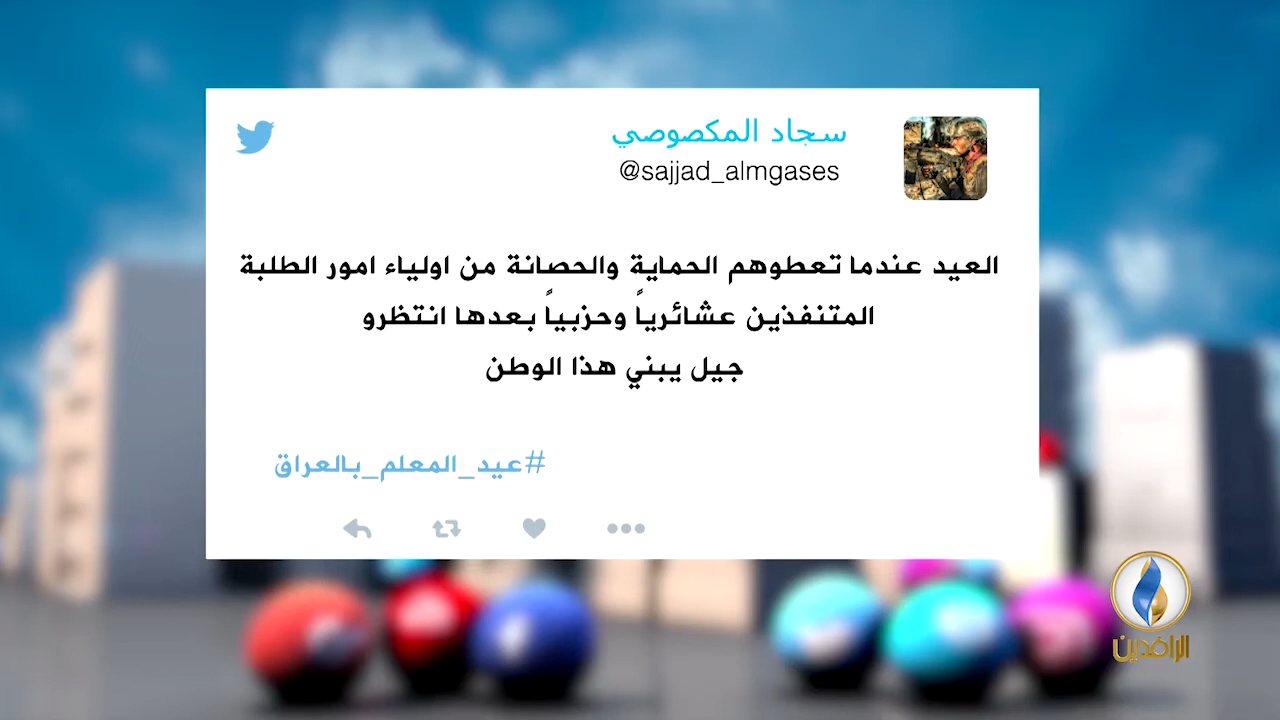 سجاد المكصوصي
@sajjad_almgases
العيد عندما تعطوهم الحماية والحصانة من اولياء امور الطلبة
المتنفذين عشائرياً وحزبياً بعدها انتظرو
جيل يبني هذا الوطن
#عيد_المعلم_بالعراق
الرافدين